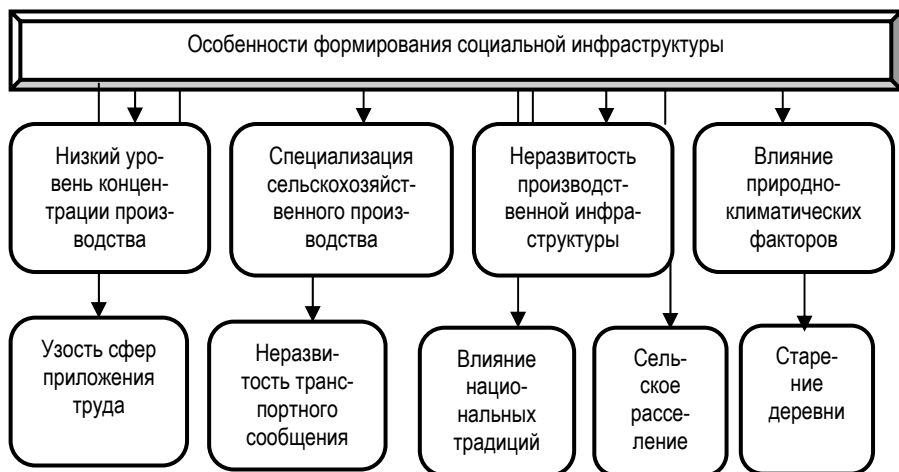 Особенности формирования социальной инфраструктуры
Низкий уро-
вень концен-
трации произ-
водства
Специализация
сельскохозяйст-
венного произ-
водства
Неразвитость
производст-
венной инфра-
структуры
Влияние
природно-
климатических
факторов
Узость сфер
приложения
труда
Неразви-
тость транс-
портного
сообщения
Влияние
нацио-
нальных
традиций
Сель-
ское
рассе-
ление
Старе-
ние
деревни